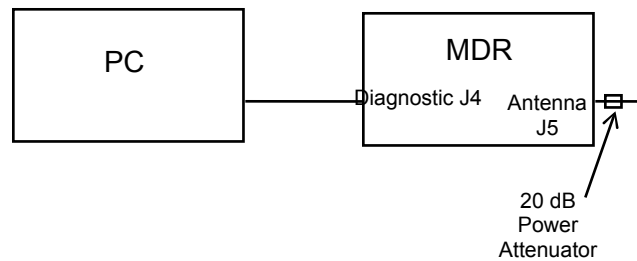 PC
MDR
Diagnostic J4
Antenna
J5
20 dB
Power
Attenuator